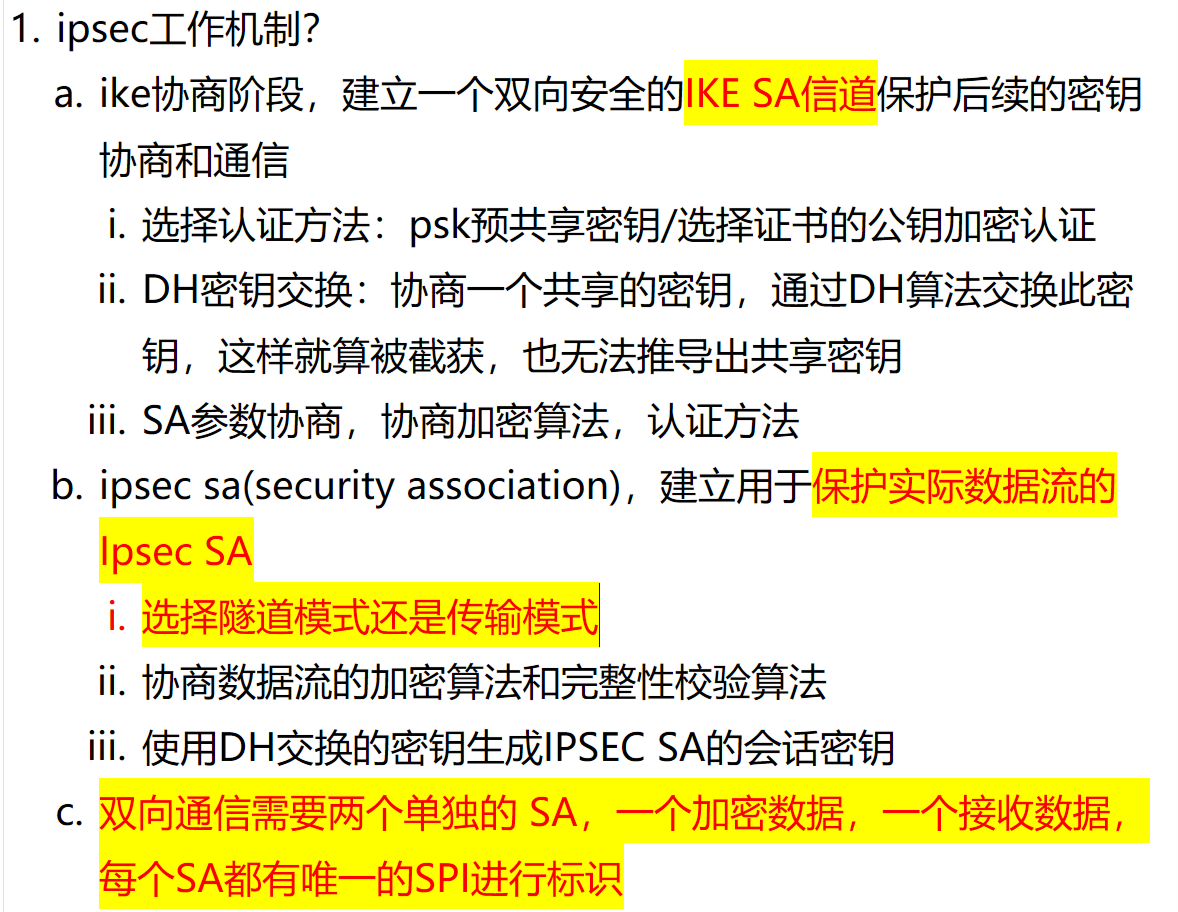 1. ipsec工作机制？
a. ike协商阶段，建立一个双向安全的IKE SA信道保护后续的密钥
协商和通信
i. 选择认证方法：psk预共享密钥/选择证书的公钥加密认证
ii. DH密钥交换：协商一个共享的密钥，通过DH算法交换此密
钥，这样就算被截获，也无法推导出共享密钥
iii. SA参数协商，协商加密算法，认证方法
b. ipsec sa(security association)，建立用于保护实际数据流的
Ipsec SA
i. 选择隧道模式还是传输模式
ii. 协商数据流的加密算法和完整性校验算法
iii. 使用DH交换的密钥生成IPSEC SA的会话密钥
c. 双向通信需要两个单独的 SA，一个加密数据，一个接收数据，
每个SA都有唯一的SPI进行标识